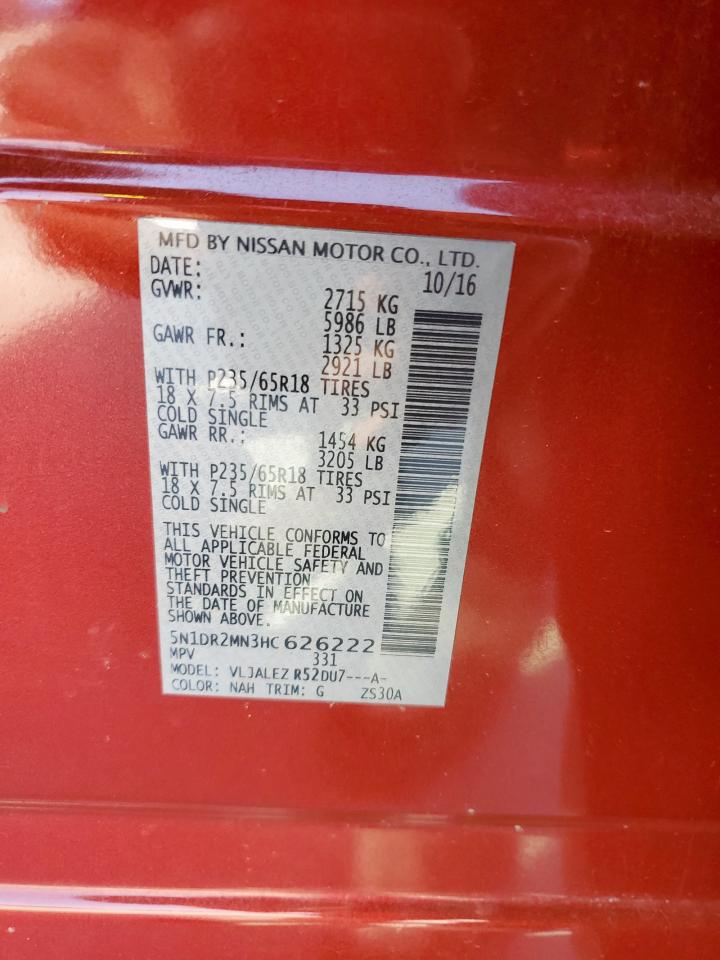 MFD BY NISSAN MOTOR CO., LTD.
DATE: 10/16
GVWR: 2715 KG
5986 LB
GAWR FR.: 1325 KG
2921 LB
WITH P235/65R18 TIRES
18 X 7.5 RIMS AT 33 PSI
COLD SINGLE
GAWR RR.: 1454 KG
3205 LB
WITH P235/65R18 TIRES
18 X 7.5 RIMS AT 33 PSI
COLD SINGLE
THIS VEHICLE CONFORMS TO
ALL APPLICABLE FEDERAL
MOTOR VEHICLE SAFETY AND
THEFT PREVENTION
STANDARDS IN EFFECT ON
THE DATE OF MANUFACTURE
SHOWN ABOVE.
5N1DR2MN3HC626222
MPV 331
MODEL: VLJALEZ R52DU7---A-
COLOR: NAH TRIM: G ZS30A